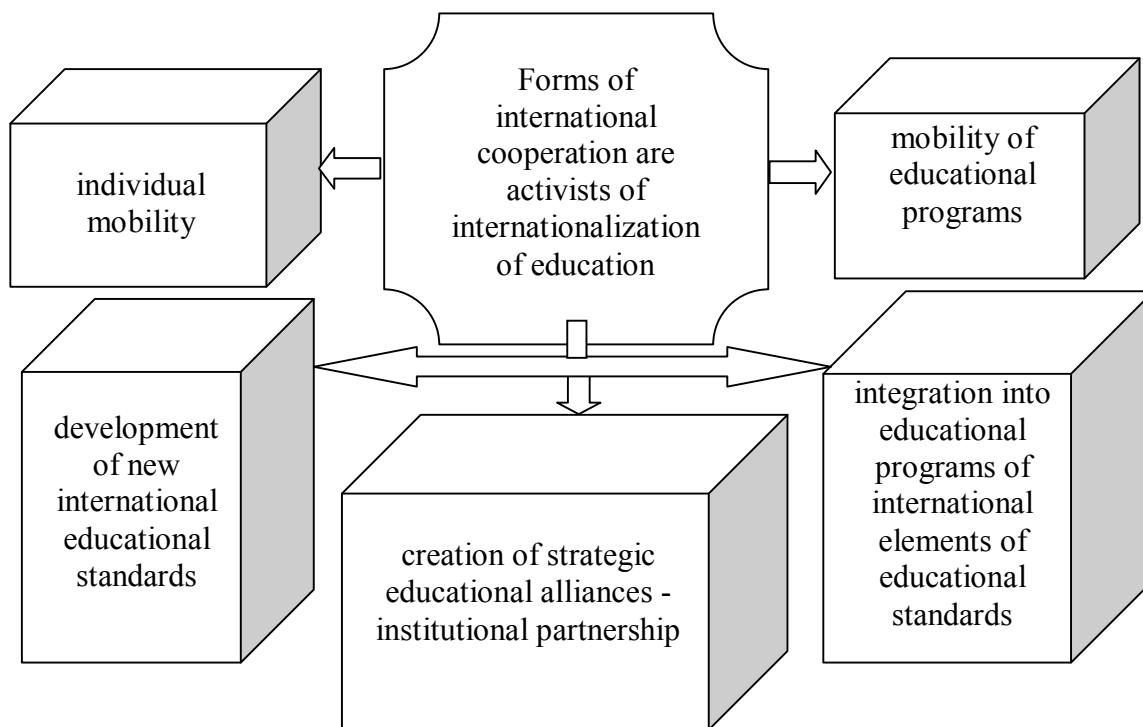 Forms of
international
cooperation are
activists of
internationalization
of education
individual
mobility
mobility of
educational
programs
development
of new
international
educational
standards
creation of strategic
educational alliances -
institutional partnership
integration into
educational
programs of
international
elements of
educational
standards